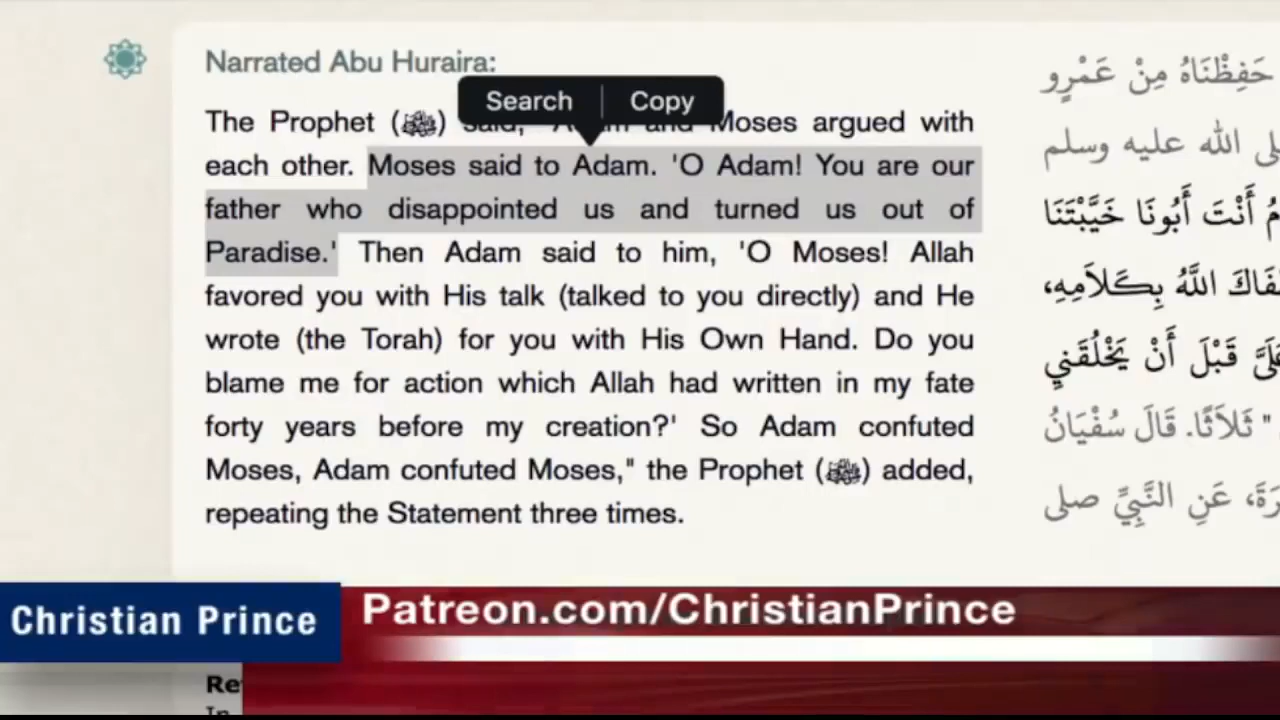 Narrated Abu Huraira:
Search Copy
The Prophet (ﷺ) said, and Moses argued with
each other. Moses said to Adam. 'O Adam! You are our
father who disappointed us and turned us out of
Paradise.' Then Adam said to him, 'O Moses! Allah
favored you with His talk (talked to you directly) and He
wrote (the Torah) for you with His Own Hand. Do you
blame me for action which Allah had written in my fate
forty years before my creation?' So Adam confuted
Moses, Adam confuted Moses," the Prophet (ﷺ) added,
repeating the Statement three times.
حَفِظْنَاهُ مِنْ عَمْرٍو
الله عليه وسلم
أَنْتَ أَبُونَا خَيَّبْتَنَا
اللَّهُ بِكَلاَمِهِ،
قَبْلَ أَنْ يَخْلُقَنِي
" ثَلاَثًا. قَالَ سُفْيَانُ
عَنِ النَّبِيِّ صلى
Christian Prince
Patreon.com/ChristianPrince